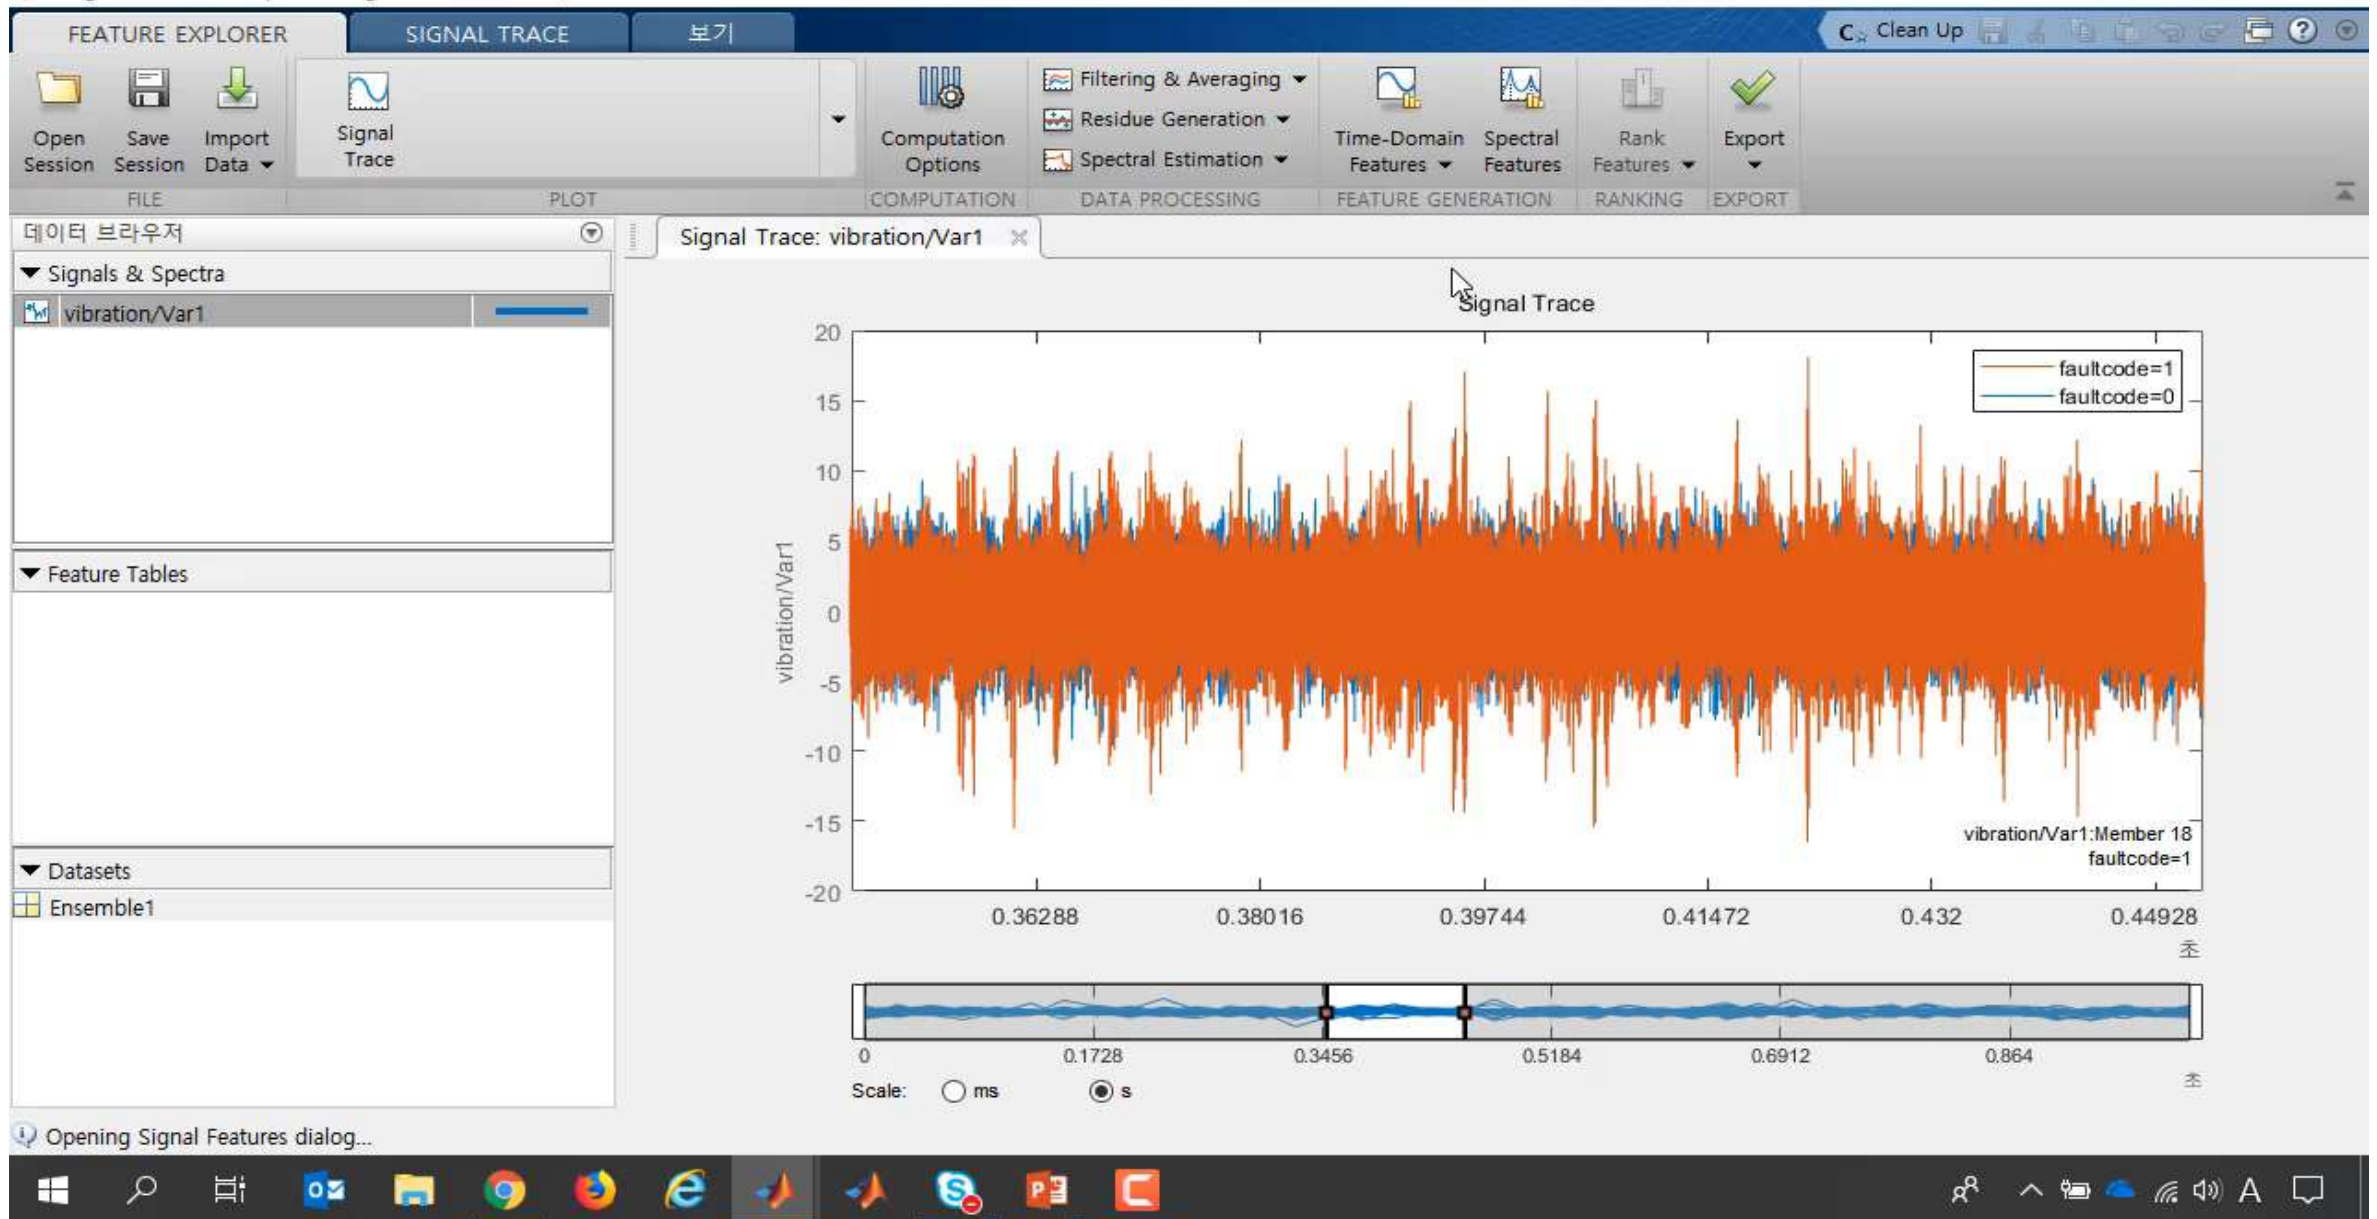 FEATURE EXPLORER
SIGNAL TRACE
보기
Clean Up
Open Session
Save Session
Import Data
Signal Trace
Computation Options
Filtering & Averaging
Residue Generation
Spectral Estimation
Time-Domain Features
Spectral Features
Rank Features
Export
FILE
PLOT
COMPUTATION
DATA PROCESSING
FEATURE GENERATION
RANKING
EXPORT
데이터 브라우저
Signals & Spectra
vibration/Var1
Feature Tables
Datasets
Ensemble1
Signal Trace: vibration/Var1
Signal Trace
faultcode=1
faultcode=0
20
15
10
5
0
-5
-10
-15
-20
vibration/Var1
vibration/Var1:Member 18
faultcode=1
0.36288 0.38016 0.39744 0.41472 0.432 0.44928
초
0 0.1728 0.3456 0.5184 0.6912 0.864
초
Scale: ms s
Opening Signal Features dialog...
A